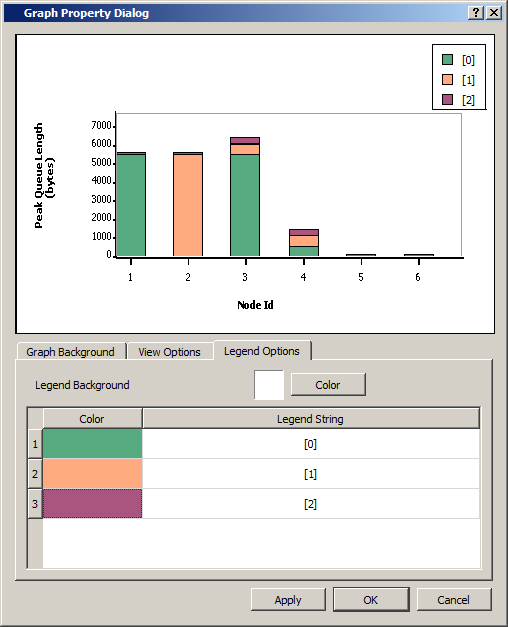 Graph Property Dialog
[0]
[1]
[2]
Peak Queue Length
(bytes)
7000
6000
5000
4000
3000
2000
1000
0
1 2 3 4 5 6
Node Id
Graph Background View Options Legend Options
Legend Background Color
Color Legend String
1 [0]
2 [1]
3 [2]
Apply OK Cancel